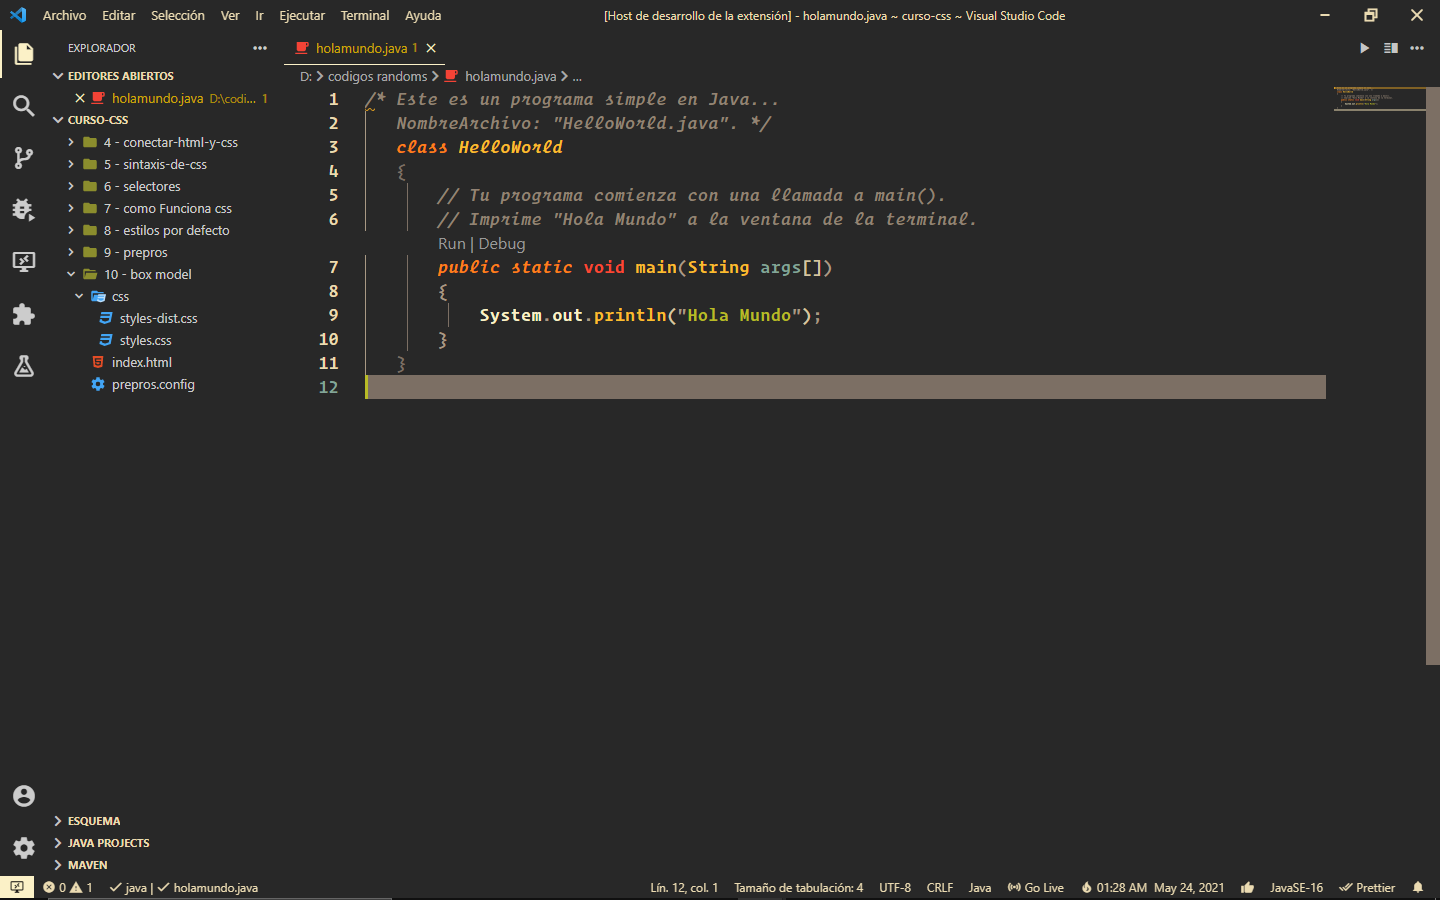 Archivo Editar Selección Ver Ir Ejecutar Terminal Ayuda [Host de desarrollo de la extensión] - holamundo.java ~ curso-css ~ Visual Studio Code
EXPLORADOR
EDITORES ABIERTOS
holamundo.java D:\codi... 1
CURSO-CSS
4 - conectar-html-y-css
5 - sintaxis-de-css
6 - selectores
7 - como Funciona css
8 - estilos por defecto
9 - prepros
10 - box model
css
styles-dist.css
styles.css
index.html
prepros.config
ESQUEMA
JAVA PROJECTS
MAVEN
holamundo.java 1
D: > codigos randoms > holamundo.java > ...
1 /* Este es un programa simple en Java...
2 NombreArchivo: "HelloWorld.java". */
3 class HelloWorld
4 {
5 // Tu programa comienza con una llamada a main().
6 // Imprime "Hola Mundo" a la ventana de la terminal.
Run | Debug
7 public static void main(String args[])
8 {
9 System.out.println("Hola Mundo");
10 }
11 }
12
0 1 java | holamundo.java Lín. 12, col. 1 Tamaño de tabulación: 4 UTF-8 CRLF Java Go Live 01:28 AM May 24, 2021 JavaSE-16 Prettier